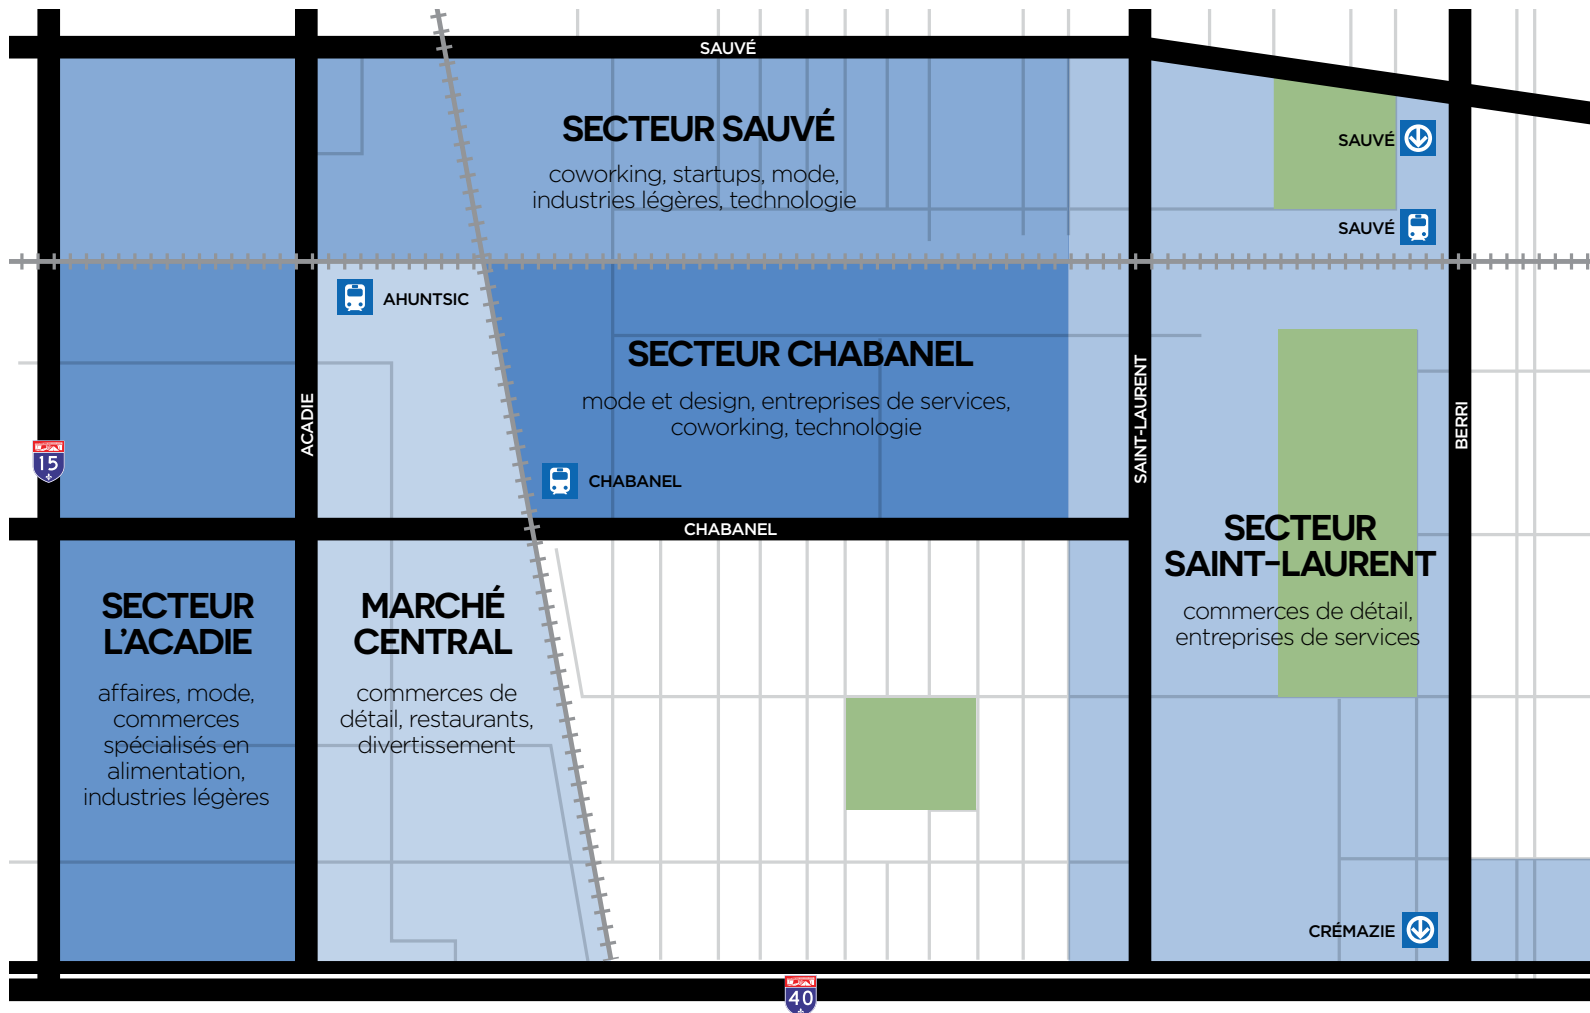 SAUVÉ
SECTEUR SAUVÉ
coworking, startups, mode,
industries légères, technologie
SAUVÉ
SAUVÉ
AHUNTSIC
SECTEUR CHABANEL
mode et design, entreprises de services,
coworking, technologie
ACADIE
SAINT-LAURENT
BERRI
15
CHABANEL
CHABANEL
SECTEUR
SAINT-LAURENT
commerces de détail,
entreprises de services
SECTEUR
L'ACADIE
affaires, mode,
commerces
spécialisés en
alimentation,
industries légères
MARCHÉ
CENTRAL
commerces de
détail, restaurants,
divertissement
CRÉMAZIE
40